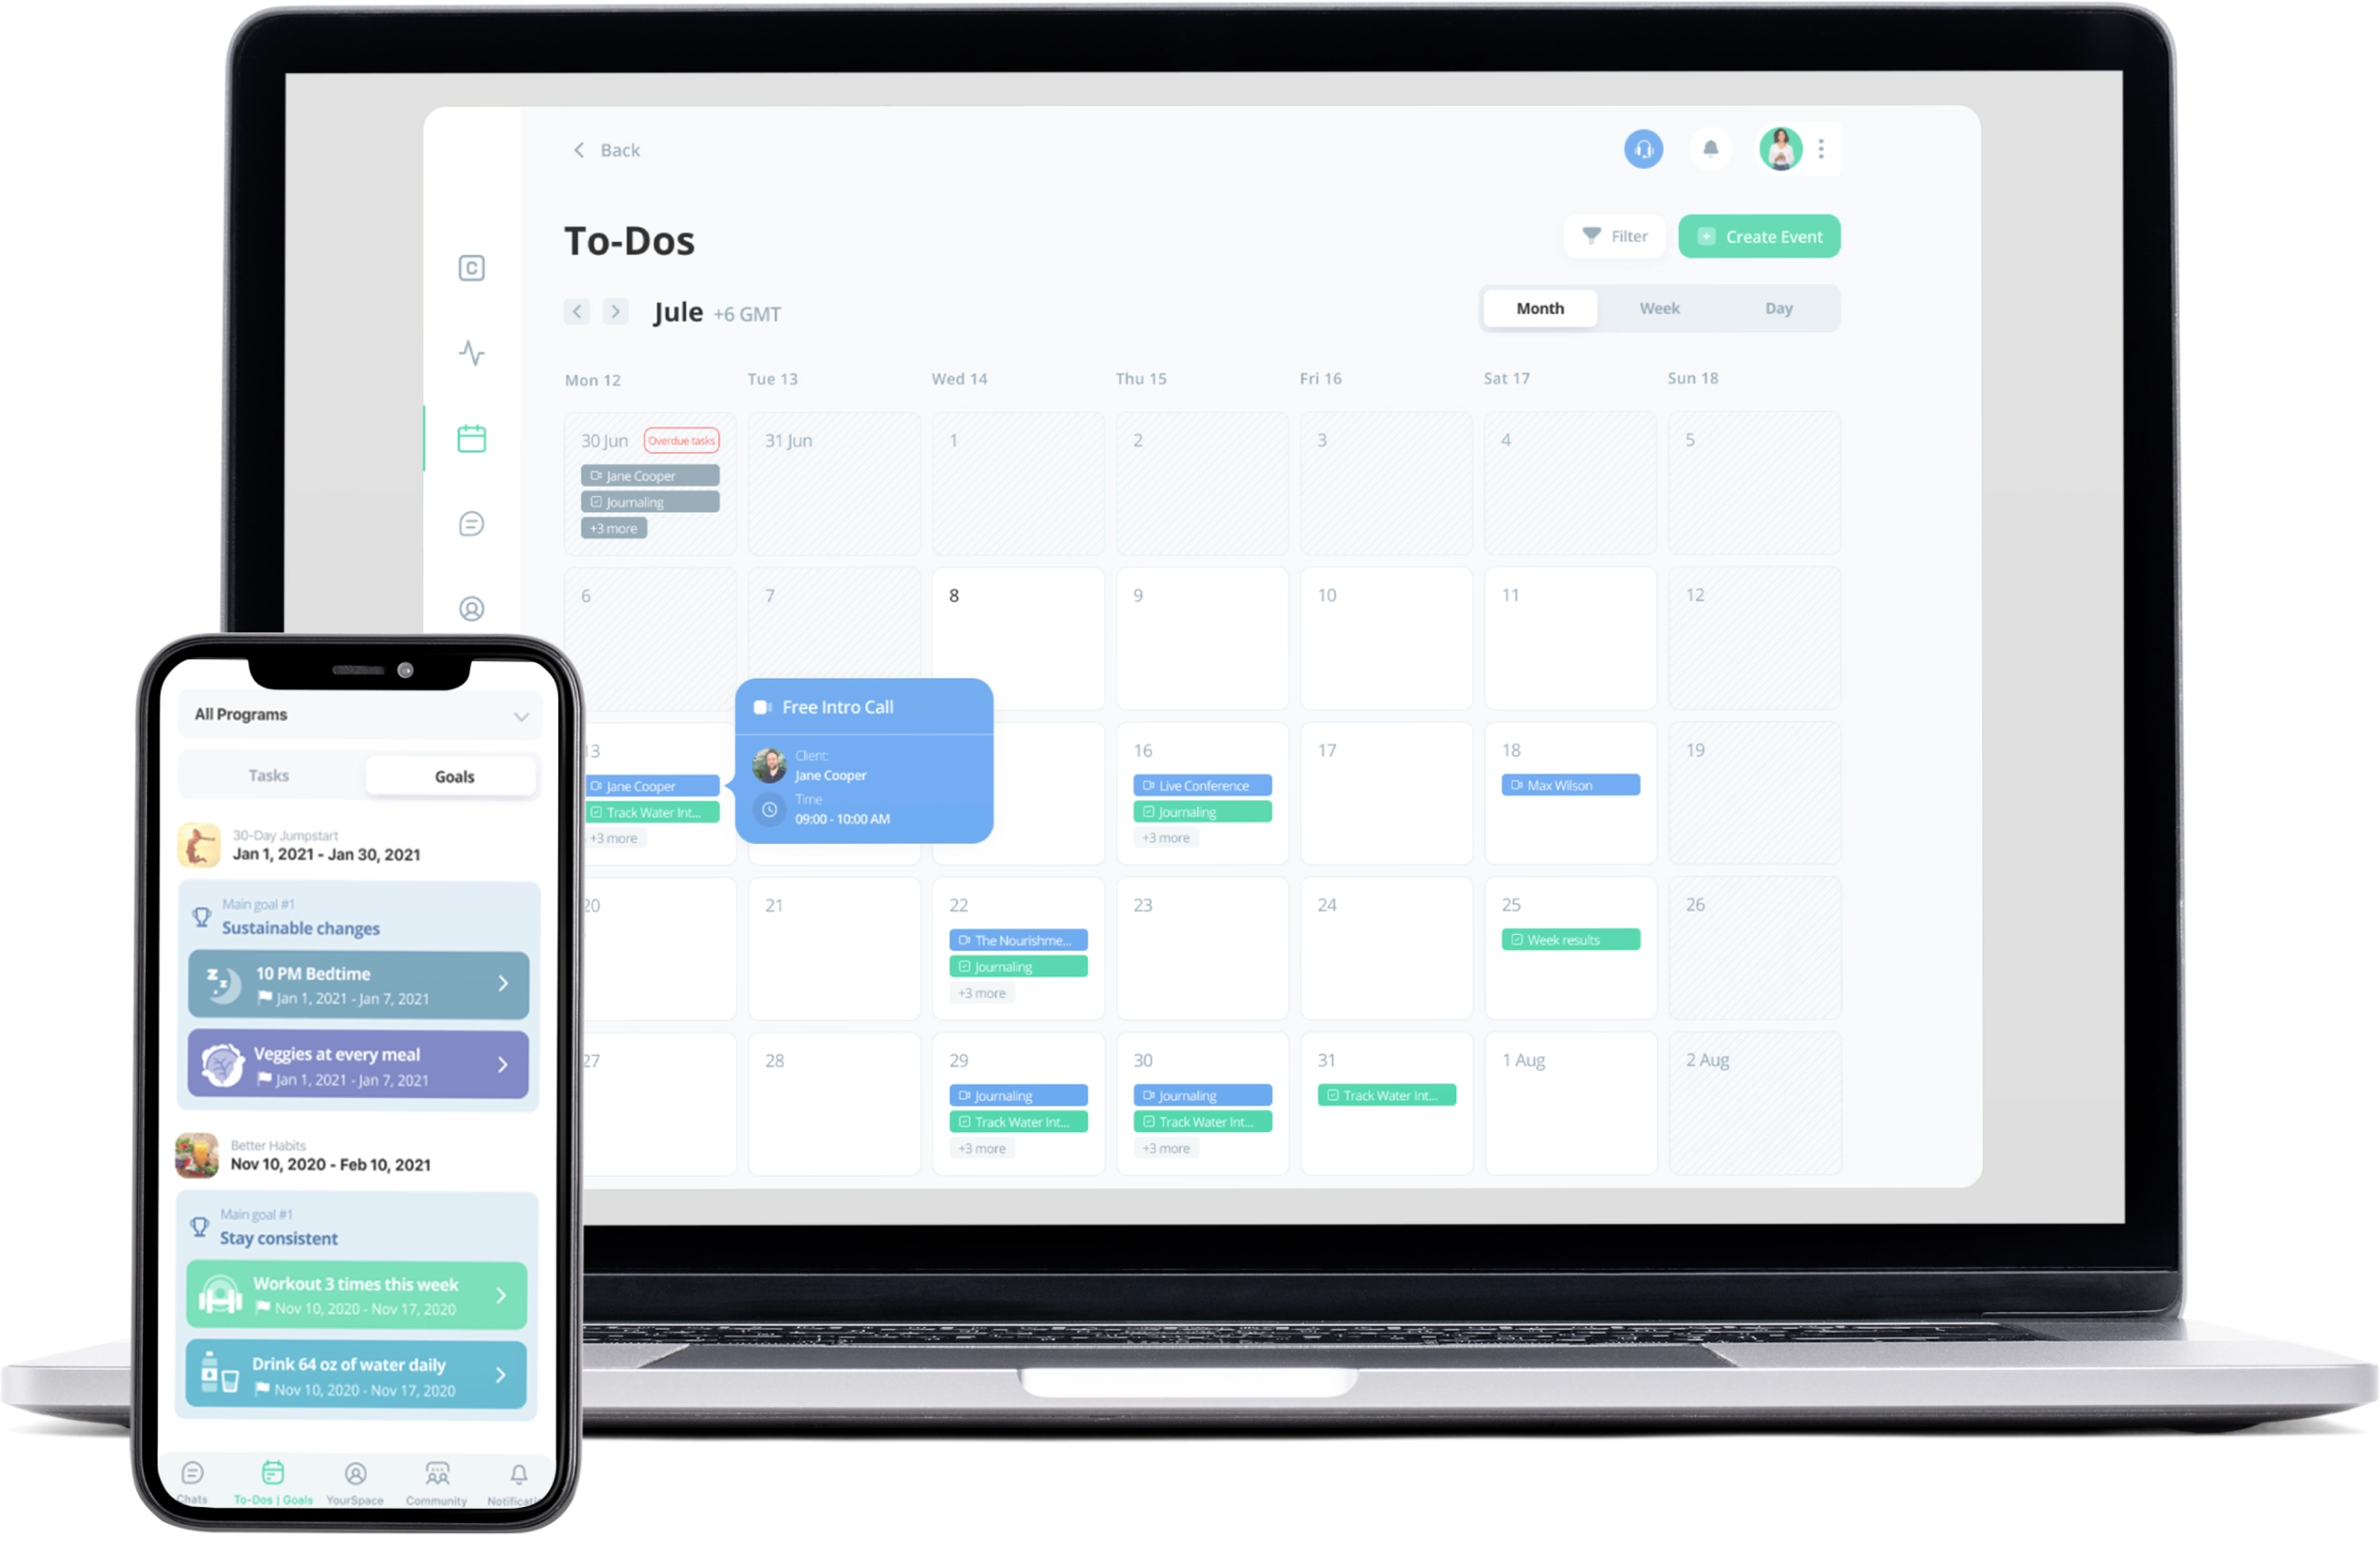 Back
To-Dos
Filter
Create Event
Jule +6 GMT
Month Week Day
Mon 12 Tue 13 Wed 14 Thu 15 Fri 16 Sat 17 Sun 18
30 Jun Overdue tasks 31 Jun 1 2 3 4 5
Jane Cooper
Journaling
+3 more
6 7 8 9 10 11 12
Free Intro Call
Client:
Jane Cooper
Time
09:00 - 10:00 AM
13 16 17 18 19
Jane Cooper Live Conference Max Wilson
Track Water Int... Journaling
+3 more +3 more
20 21 22 23 24 25 26
The Nourishme... Week results
Journaling
+3 more
27 28 29 30 31 1 Aug 2 Aug
Journaling Journaling Track Water Int...
Track Water Int... Track Water Int...
+3 more +3 more
All Programs
Tasks Goals
30-Day Jumpstart
Jan 1, 2021 - Jan 30, 2021
Main goal #1
Sustainable changes
10 PM Bedtime
Jan 1, 2021 - Jan 7, 2021
Veggies at every meal
Jan 1, 2021 - Jan 7, 2021
Better Habits
Nov 10, 2020 - Feb 10, 2021
Main goal #1
Stay consistent
Workout 3 times this week
Nov 10, 2020 - Nov 17, 2020
Drink 64 oz of water daily
Nov 10, 2020 - Nov 17, 2020
Chats To-Dos | Goals YourSpace Community Notificati